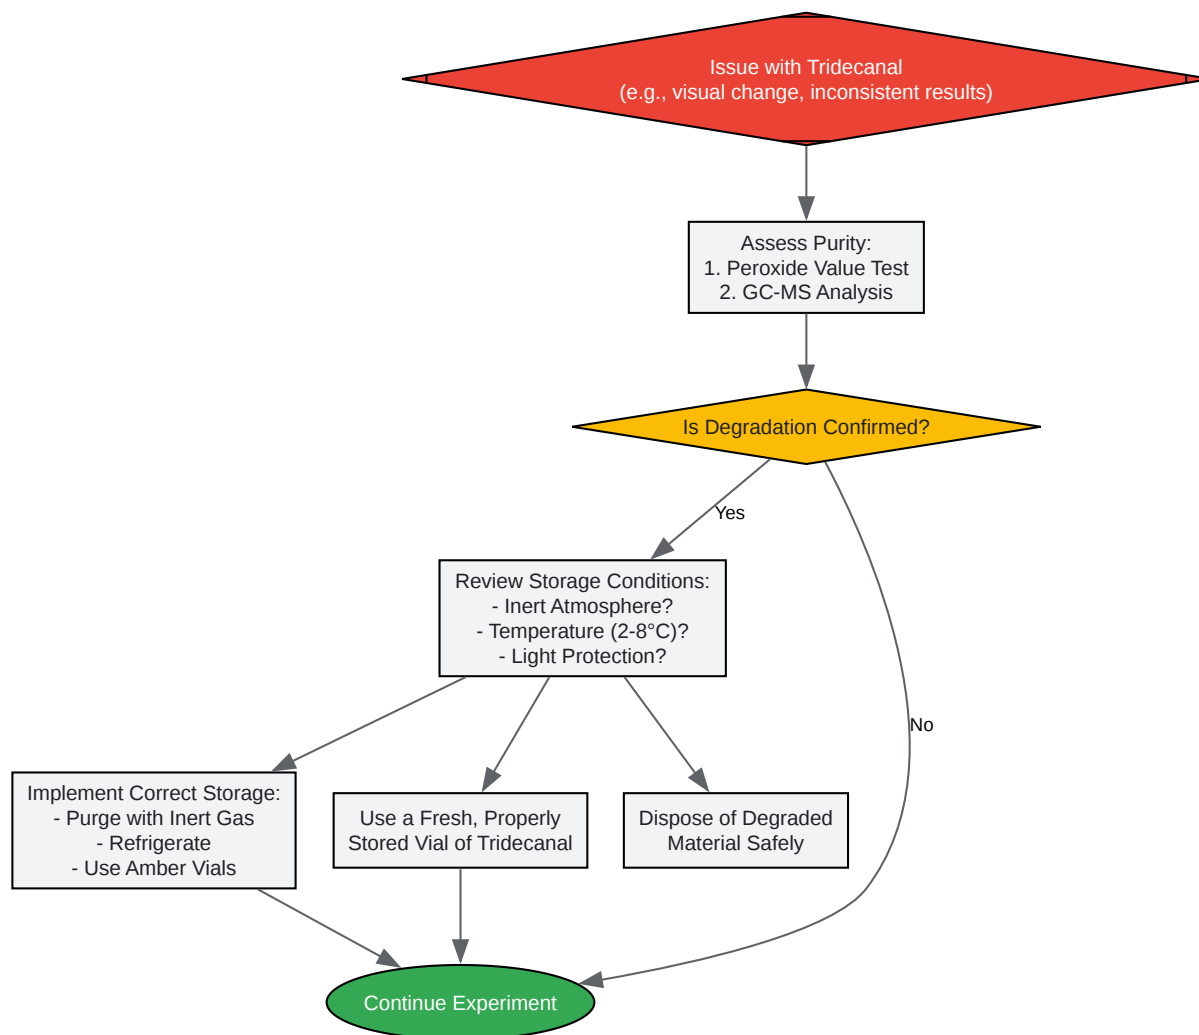 Issue with Tridecanal
(e.g., visual change, inconsistent results)
Assess Purity:
1. Peroxide Value Test
2. GC-MS Analysis
Is Degradation Confirmed?
Yes
Review Storage Conditions:
- Inert Atmosphere?
- Temperature (2-8°C)?
- Light Protection?
No
Implement Correct Storage:
- Purge with Inert Gas
- Refrigerate
- Use Amber Vials
Use a Fresh, Properly
Stored Vial of Tridecanal
Dispose of Degraded
Material Safely
Continue Experiment